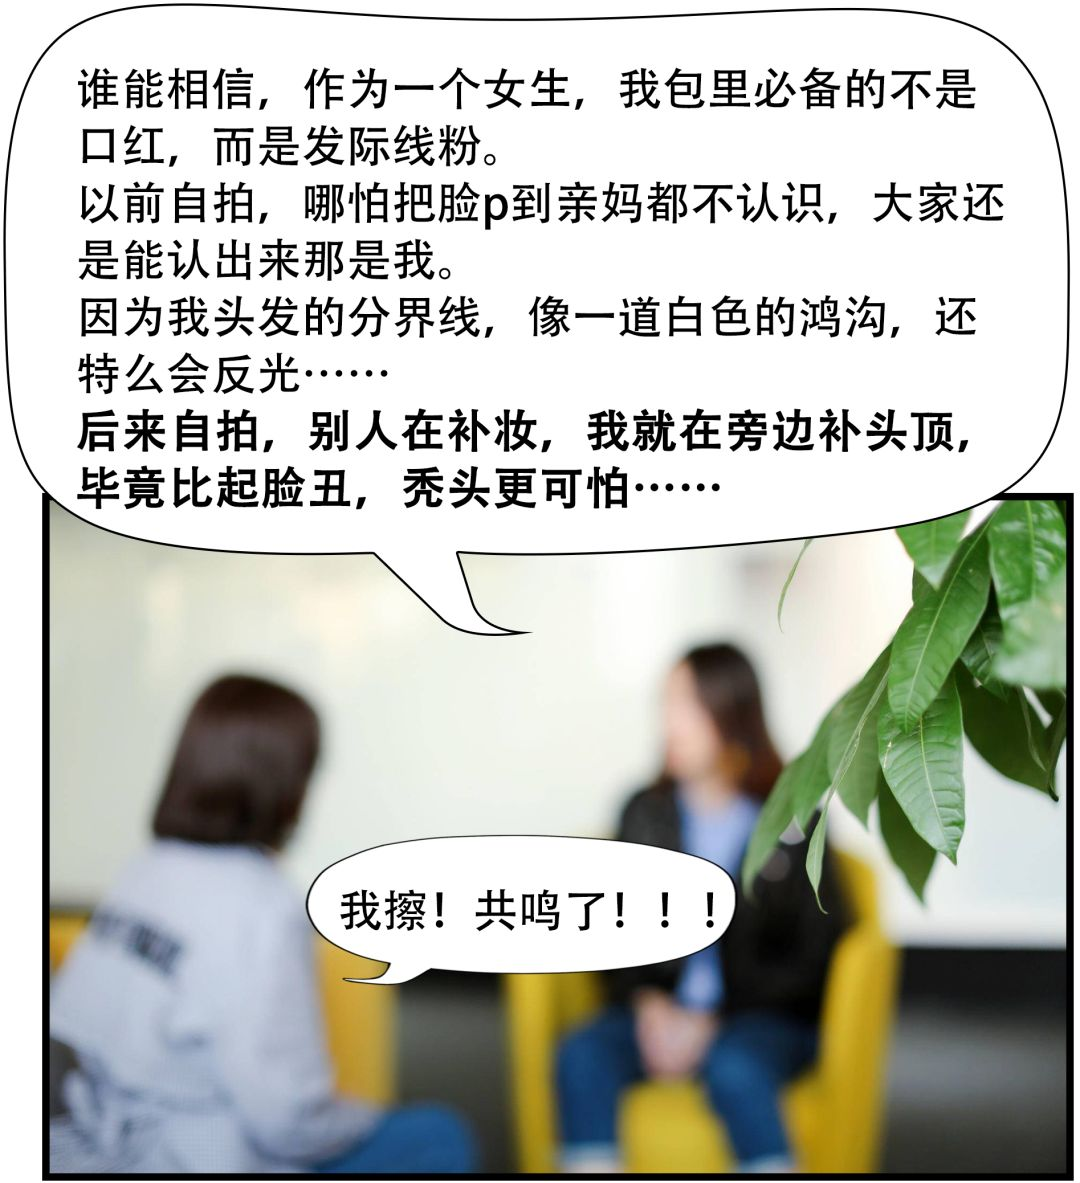 谁能相信，作为一个女生，我包里必备的不是
口红，而是发际线粉。
以前自拍，哪怕把脸p到亲妈都不认识，大家还
是能认出来那是我。
因为我头发的分界线，像一道白色的鸿沟，还
特么会反光……
后来自拍，别人在补妆，我就在旁边补头顶，
毕竟比起脸丑，秃头更可怕……
我擦！共鸣了！！！